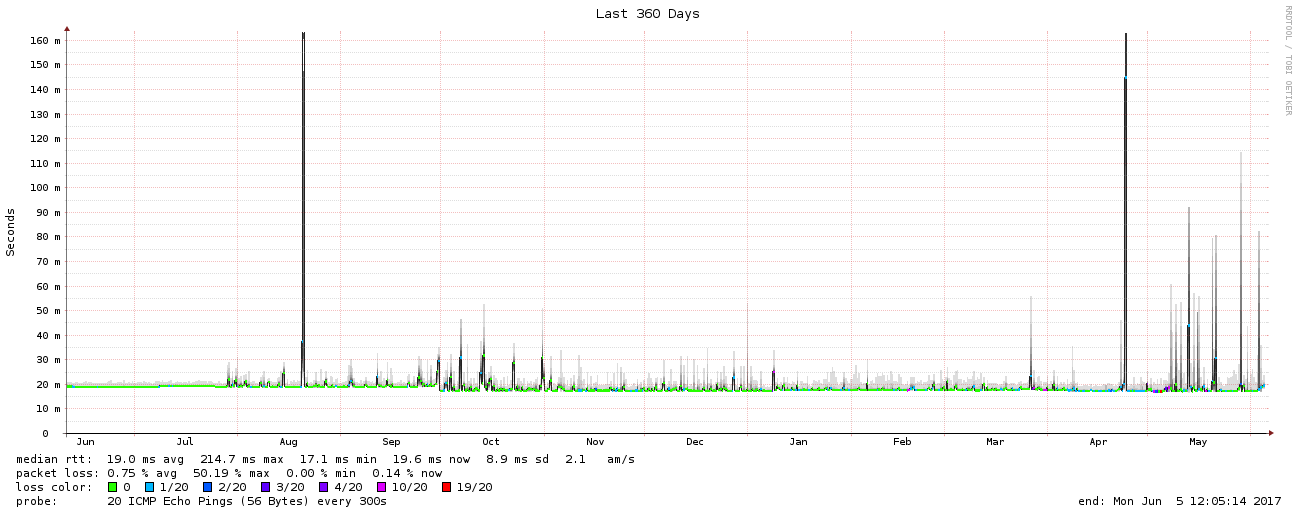 Last 360 Days
RRDTOOL / TOBI OETIKER
Seconds
160 m
150 m
140 m
130 m
120 m
110 m
100 m
90 m
80 m
70 m
60 m
50 m
40 m
30 m
20 m
10 m
0
Jun Jul Aug Sep Oct Nov Dec Jan Feb Mar Apr May
median rtt: 19.0 ms avg 214.7 ms max 17.1 ms min 19.6 ms now 8.9 ms sd 2.1 am/s
packet loss: 0.75 % avg 50.19 % max 0.00 % min 0.14 % now
loss color: 0 1/20 2/20 3/20 4/20 10/20 19/20
probe: 20 ICMP Echo Pings (56 Bytes) every 300s end: Mon Jun 5 12:05:14 2017